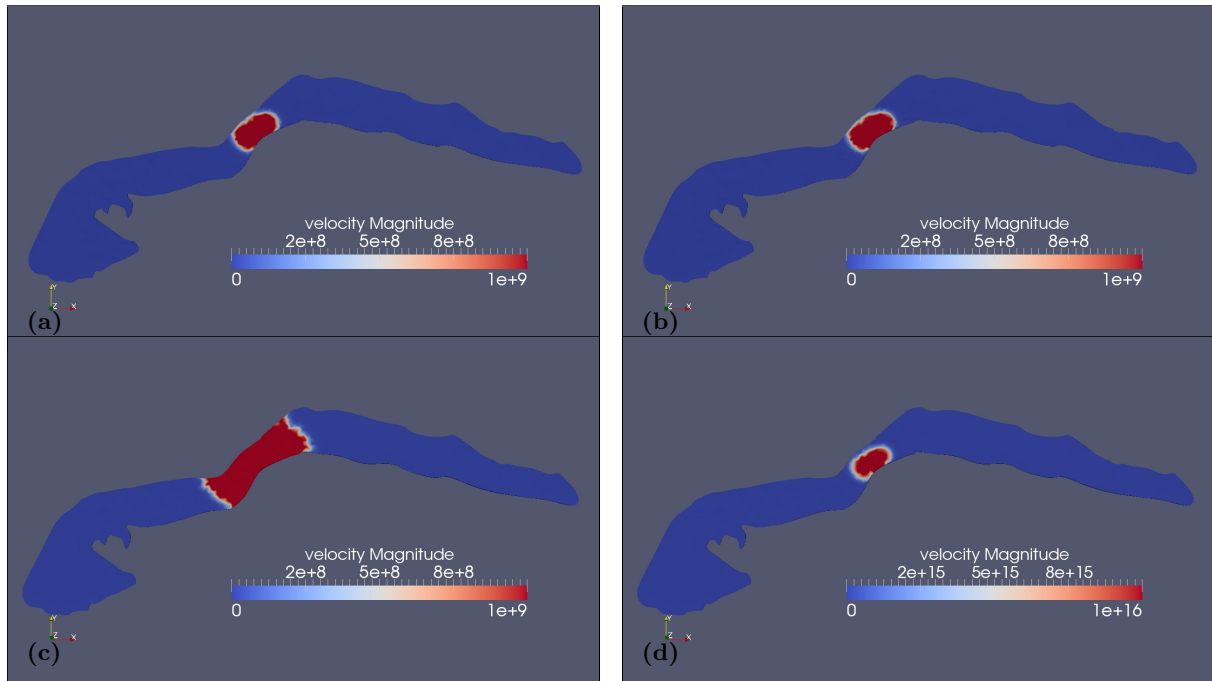 velocity Magnitude
2e+8 5e+8 8e+8
0 1e+9
Y
Z X
(a)
velocity Magnitude
2e+8 5e+8 8e+8
0 1e+9
Y
Z X
(b)
velocity Magnitude
2e+8 5e+8 8e+8
0 1e+9
Y
Z X
(c)
velocity Magnitude
2e+15 5e+15 8e+15
0 1e+16
Y
Z X
(d)